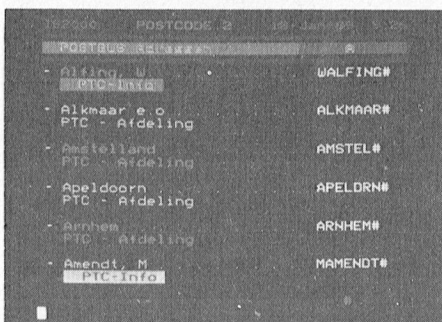 POSTCODE.2
POSTBUS adressen A
- Alfing, W WALFING#
PTC-Info
- Alkmaar e.o. ALKMAAR#
PTC - Afdeling
- Amstelland AMSTEL#
PTC - Afdeling
- Apeldoorn APELDRN#
PTC - Afdeling
- Arnhem ARNHEM#
PTC - Afdeling
- Amendt, M MAMENDT#
PTC-Info